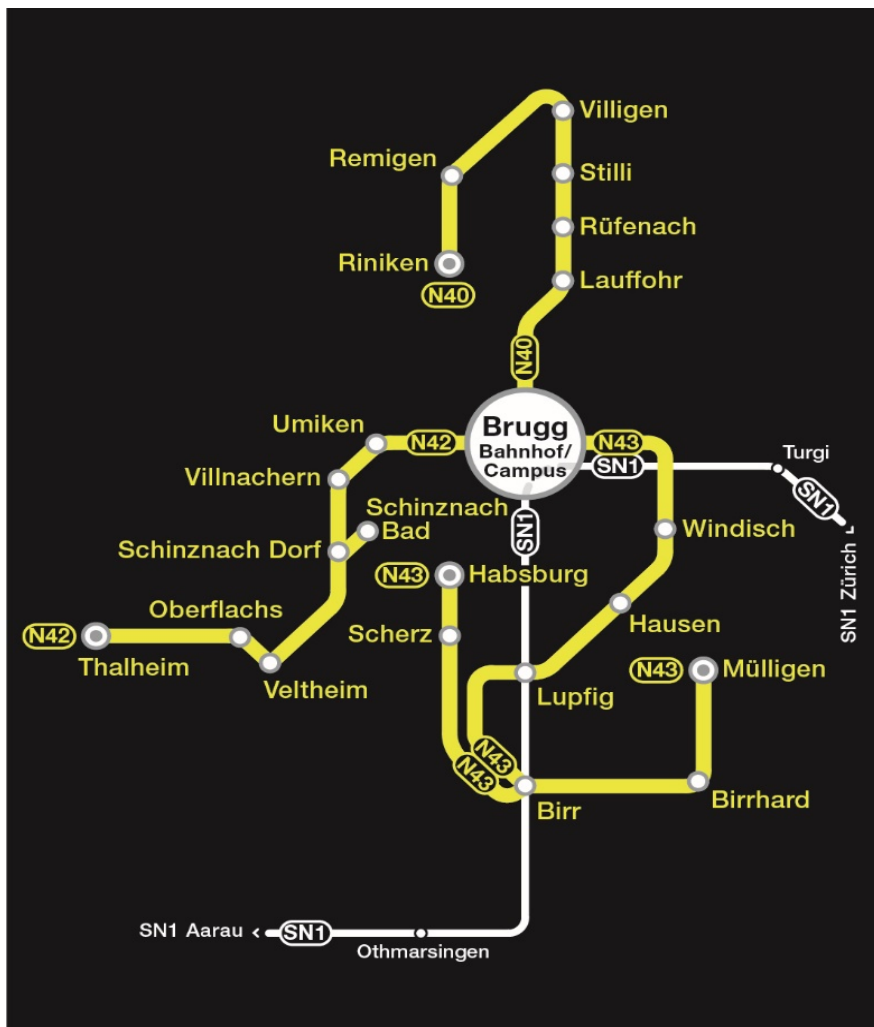 Villigen
Remigen
Stilli
Rüfenach
Riniken
Lauffohr
N40
N40
Umiken
N42
Brugg
Bahnhof/
Campus
N43
SN1
Turgi
Villnachern
SN1
Schinznach
Bad
SN1
Windisch
Schinznach Dorf
N43
Habsburg
SN1 Zürich
Oberflachs
N42
Thalheim
Scherz
Hausen
Veltheim
Lupfig
N43
Mülligen
N43
N43
Birr
Birrhard
SN1 Aarau
SN1
Othmarsingen